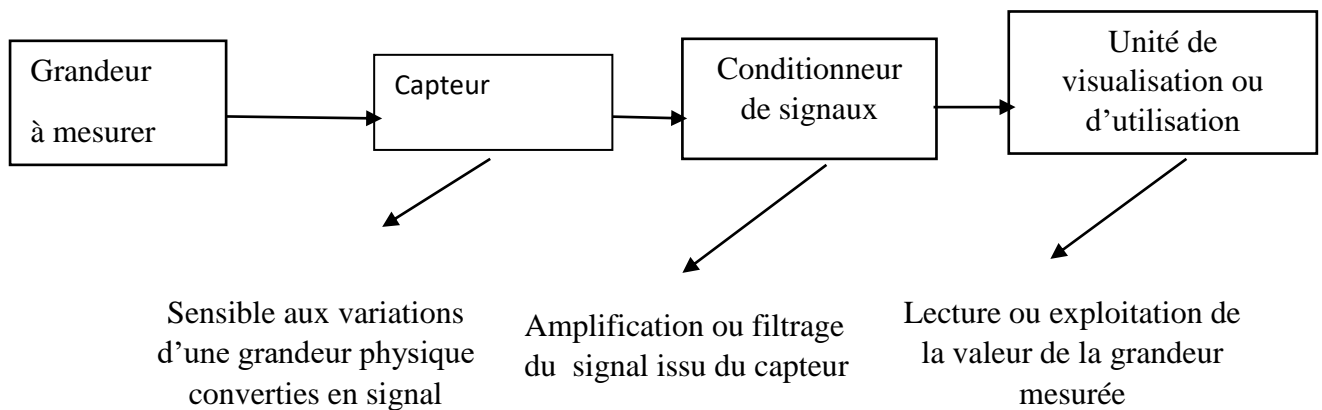 Grandeur
à mesurer
Capteur
Conditionneur
de signaux
Unité de
visualisation ou
d’utilisation
Sensible aux variations
d’une grandeur physique
converties en signal
Amplification ou filtrage
du signal issu du capteur
Lecture ou exploitation de
la valeur de la grandeur
mesurée